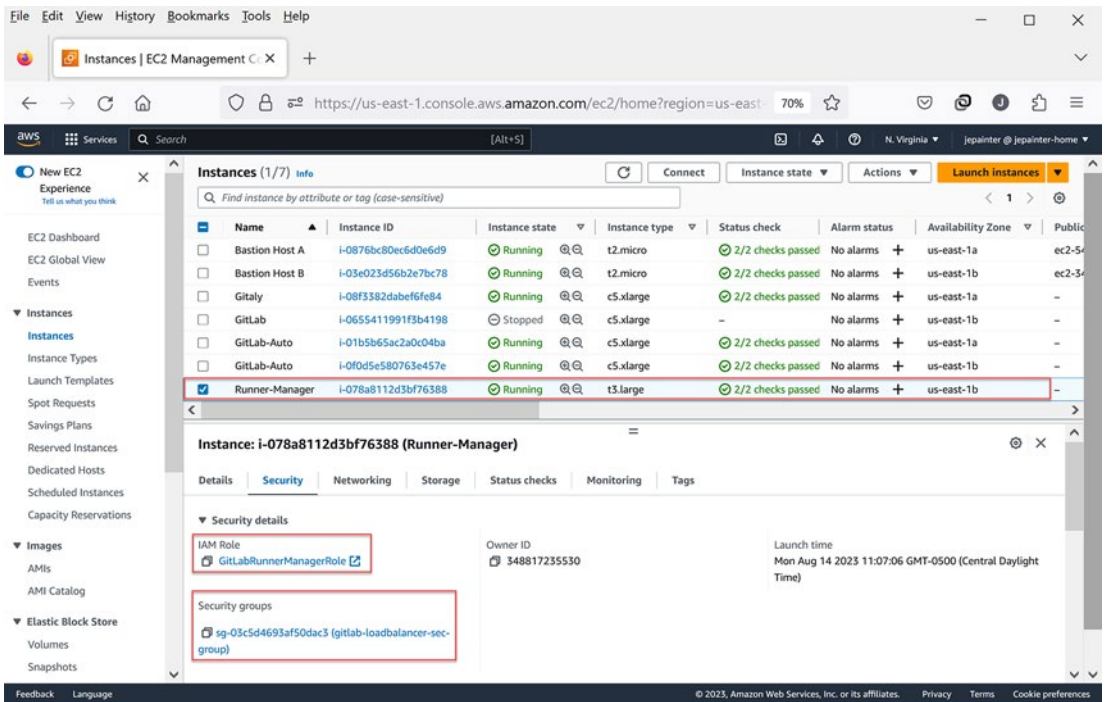 File Edit View History Bookmarks Tools Help
Instances | EC2 Management Co
https://us-east-1.console.aws.amazon.com/ec2/home?region=us-east- 70%
aws Services Search [Alt+S] N. Virginia jepainter @ jepainter-home
New EC2
Experience
Tell us what you think
EC2 Dashboard
EC2 Global View
Events
Instances
Instances
Instance Types
Launch Templates
Spot Requests
Savings Plans
Reserved Instances
Dedicated Hosts
Scheduled Instances
Capacity Reservations
Images
AMIs
AMI Catalog
Elastic Block Store
Volumes
Snapshots
Instances (1/7) Info Connect Instance state Actions Launch instances
Find instance by attribute or tag (case-sensitive) 1
Name Instance ID Instance state Instance type Status check Alarm status Availability Zone Public
Bastion Host A i-0876bc80ec6d0e6d9 Running t2.micro 2/2 checks passed No alarms + us-east-1a ec2-54
Bastion Host B i-03e023d56b2e7bc78 Running t2.micro 2/2 checks passed No alarms + us-east-1b ec2-34
Gitaly i-08f3382dabef6fe84 Running c5.xlarge 2/2 checks passed No alarms + us-east-1a –
GitLab i-0655411991f3b4198 Stopped c5.xlarge – No alarms + us-east-1b –
GitLab-Auto i-01b5b65ac2a0c04ba Running c5.xlarge 2/2 checks passed No alarms + us-east-1a –
GitLab-Auto i-0f0d5e580763e457e Running c5.xlarge 2/2 checks passed No alarms + us-east-1b –
Runner-Manager i-078a8112d3bf76388 Running t3.large 2/2 checks passed No alarms + us-east-1b –
Instance: i-078a8112d3bf76388 (Runner-Manager)
Details Security Networking Storage Status checks Monitoring Tags
Security details
IAM Role Owner ID Launch time
GitLabRunnerManagerRole 348817235530 Mon Aug 14 2023 11:07:06 GMT-0500 (Central Daylight
Time)
Security groups
sg-03c5d4693af50dac3 (gitlab-loadbalancer-sec-
group)
Feedback Language © 2023, Amazon Web Services, Inc. or its affiliates. Privacy Terms Cookie preferences